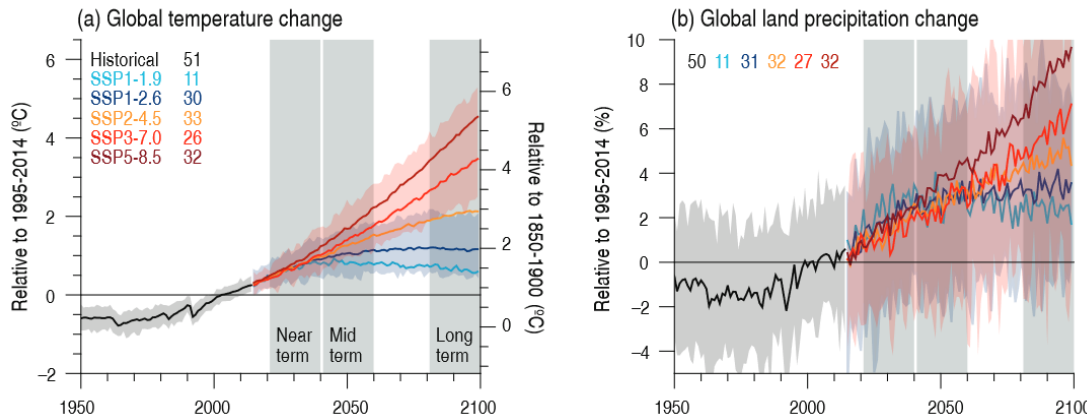 (a) Global temperature change
6
4
2
0
−2
Relative to 1995-2014 (ºC)
Historical 51
SSP1-1.9 11
SSP1-2.6 30
SSP2-4.5 33
SSP3-7.0 26
SSP5-8.5 32
Near term
Mid term
Long term
6
4
2
0
Relative to 1850-1900 (ºC)
1950 2000 2050 2100
(b) Global land precipitation change
10
8
6
4
2
0
−2
−4
Relative to 1995-2014 (%)
50 11 31 32 27 32
1950 2000 2050 2100